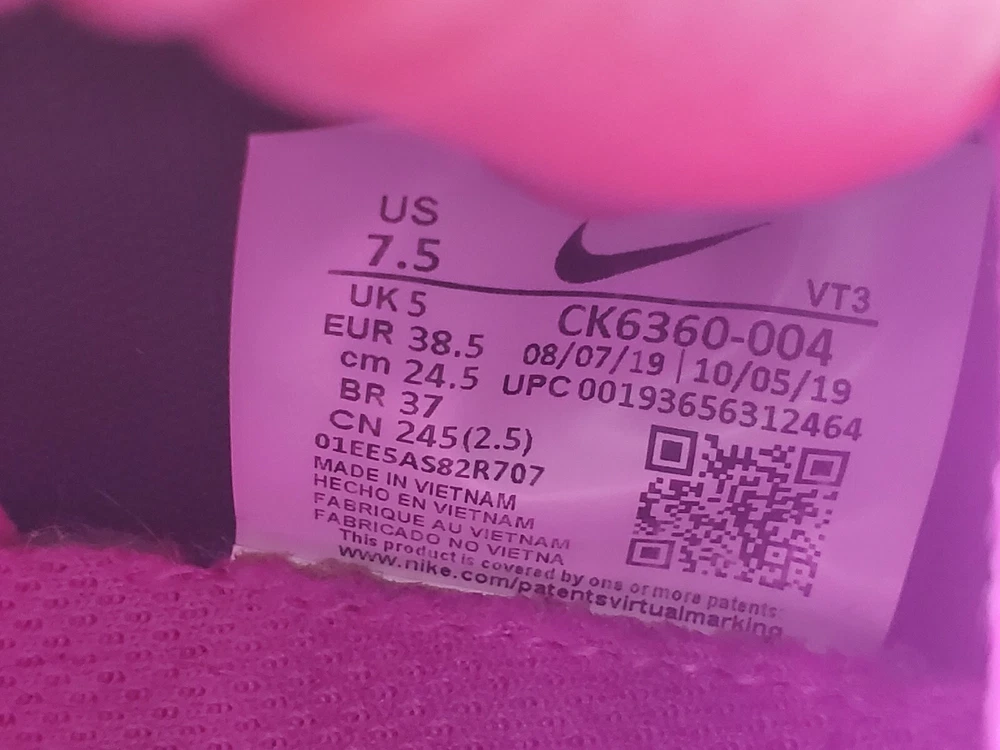 US
7.5
VT3
UK 5
CK6360-004
EUR 38.5
08/07/19 | 10/05/19
cm 24.5
UPC 00193656312464
BR 37
CN 245(2.5)
01EE5AS82R707
MADE IN VIETNAM
HECHO EN VIETNAM
FABRIQUE AU VIETNAM
FABRICADO NO VIETNA
This product is covered by one or more patents:
www.nike.com/patentsvirtualmarking